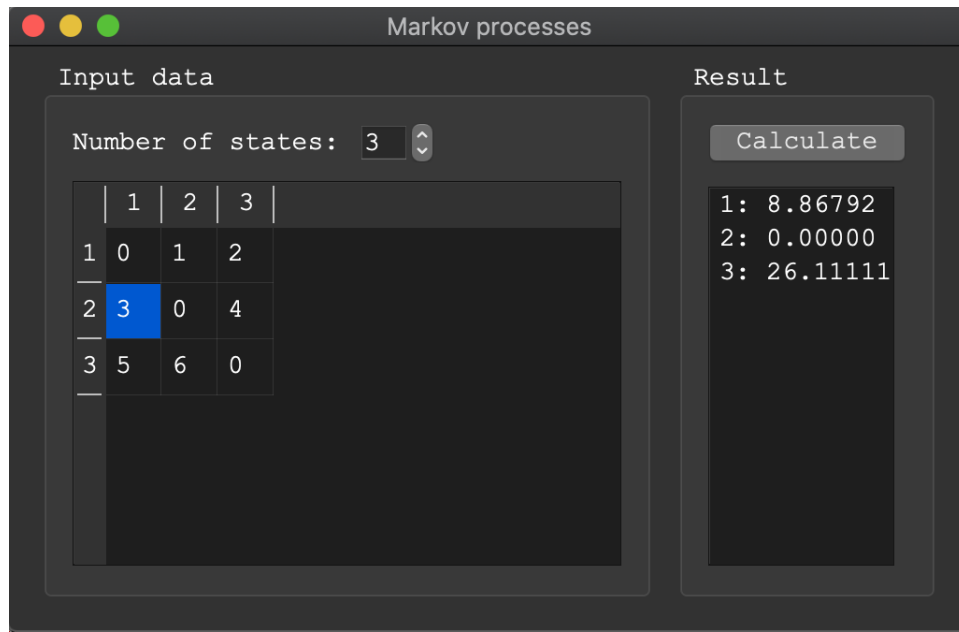 Markov processes
Input data
Result
Number of states: 3
Calculate
1 2 3
1 0 1 2
2 3 0 4
3 5 6 0
1: 8.86792
2: 0.00000
3: 26.11111